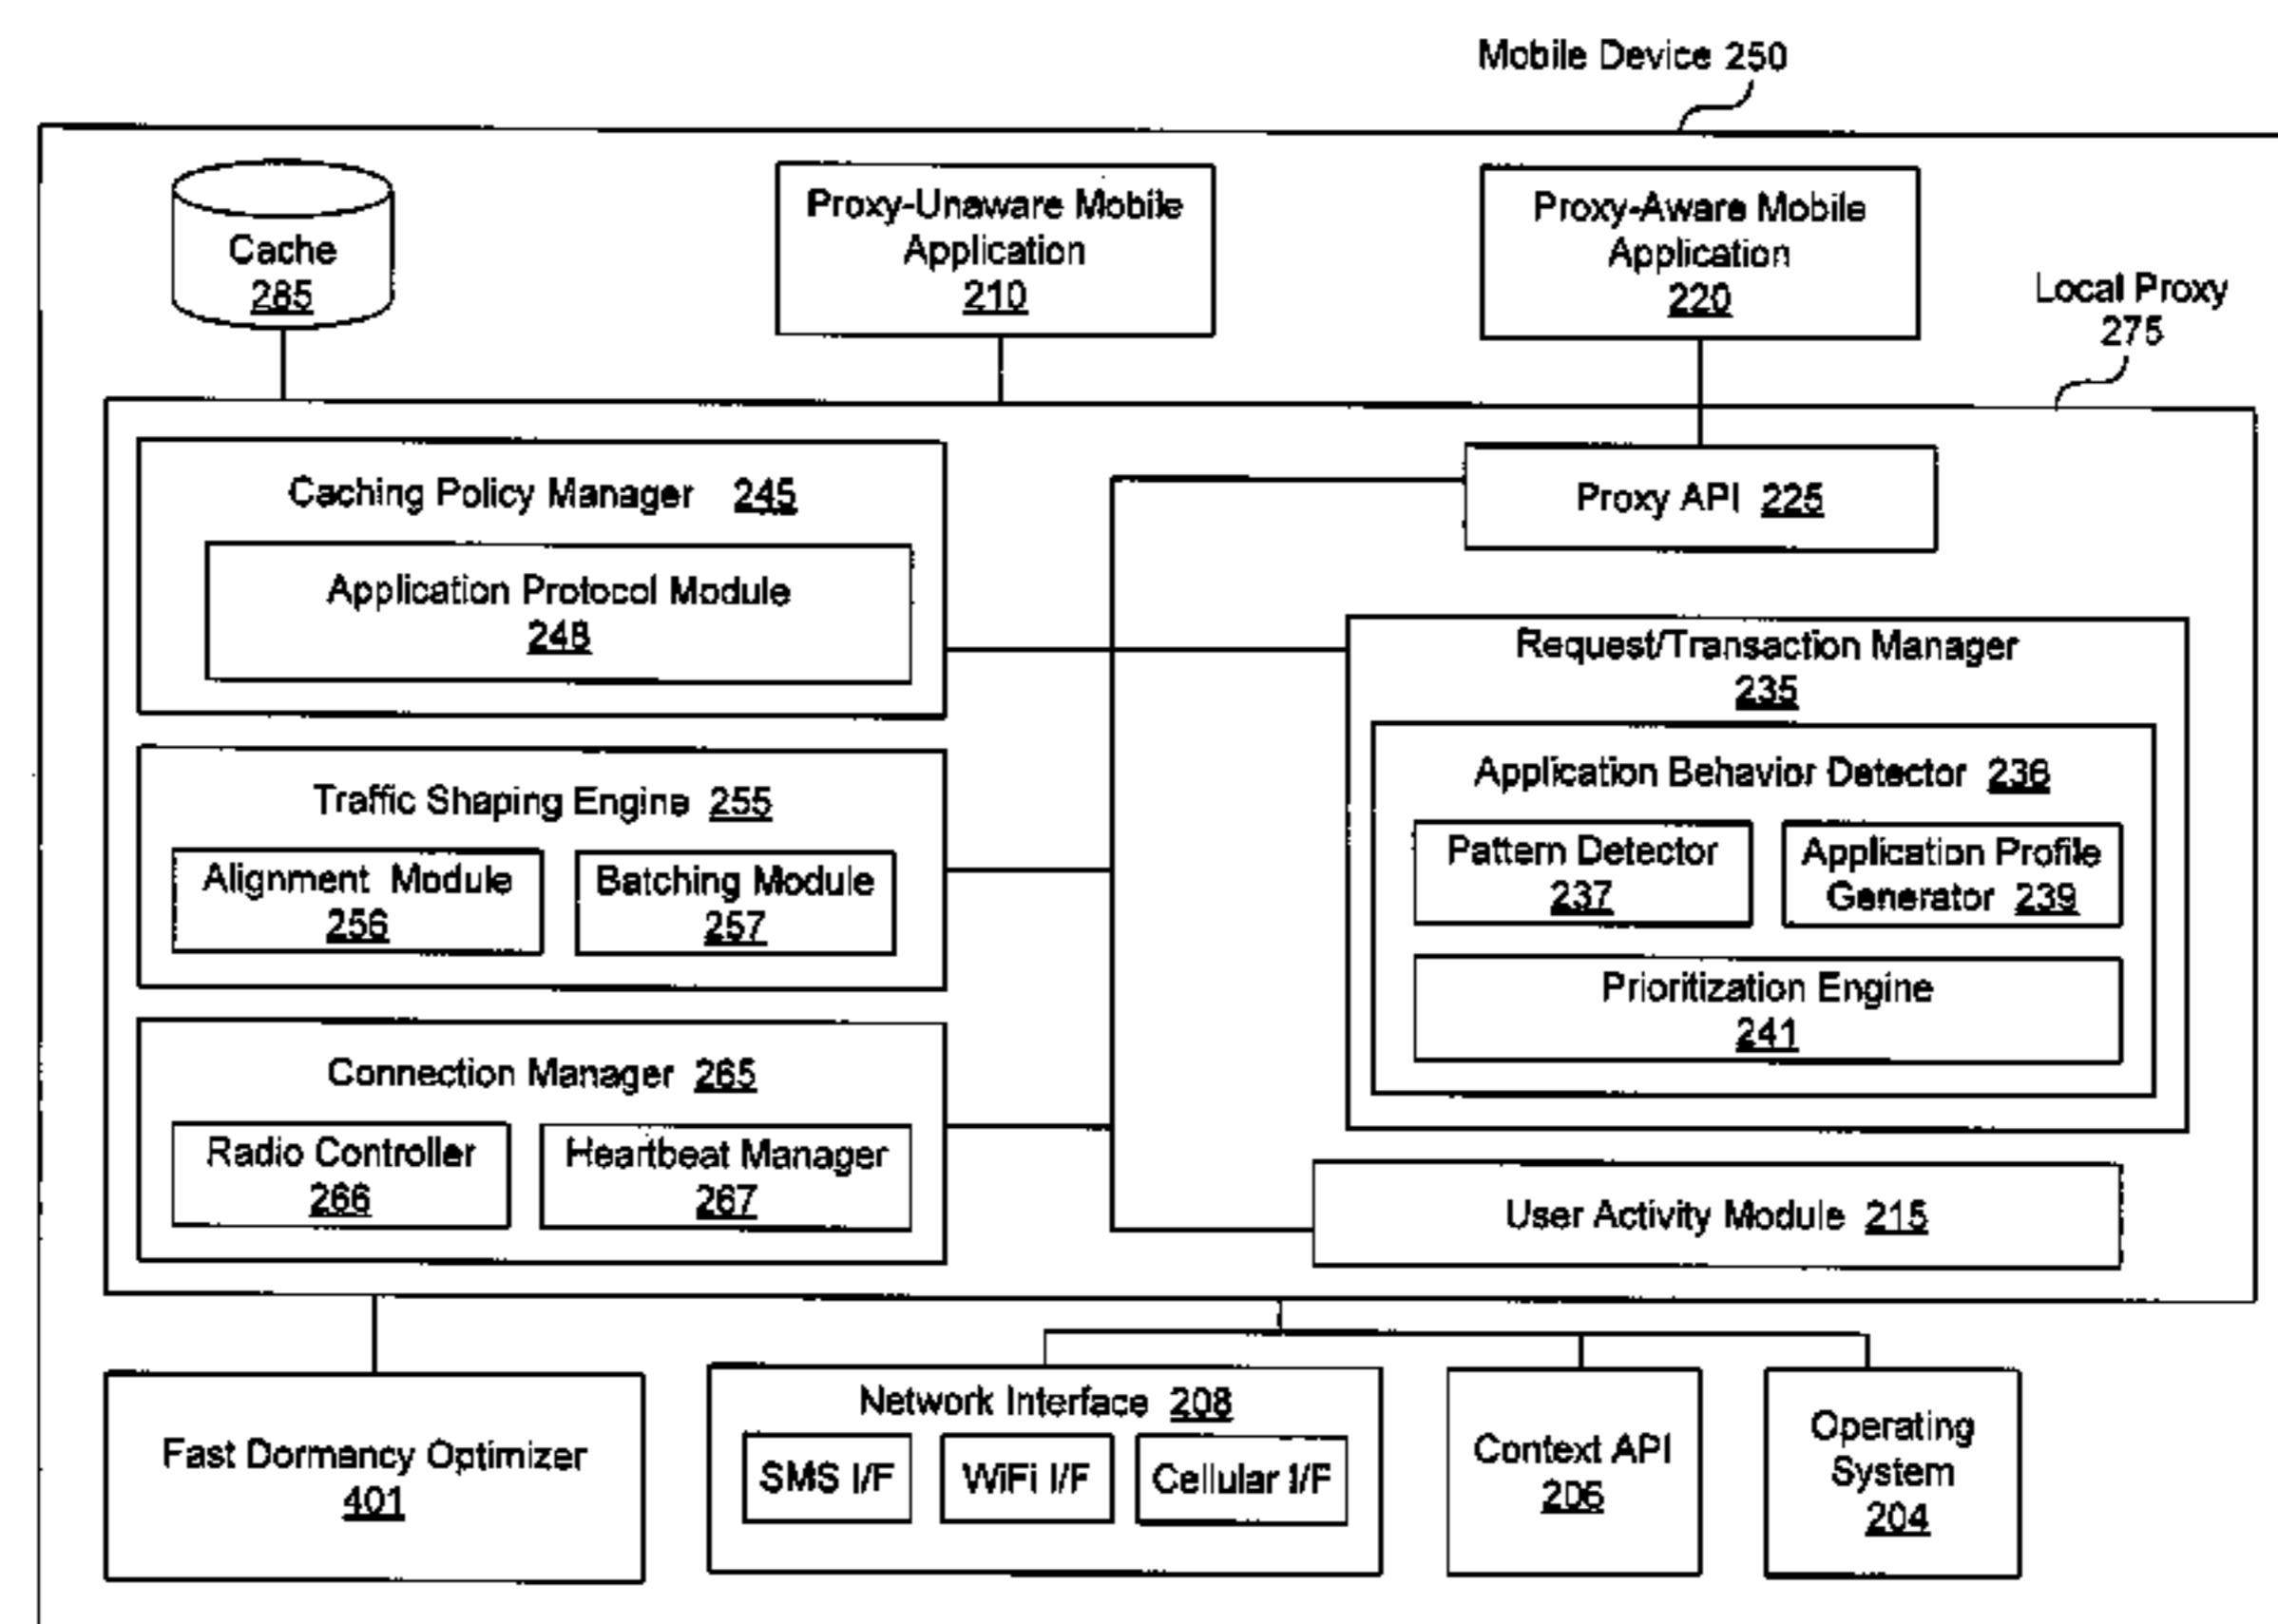 Mobile Device 250
Cache
285
Proxy-Unaware Mobile
Application
210
Proxy-Aware Mobile
Application
220
Local Proxy
275
Caching Policy Manager 245
Application Protocol Module
248
Proxy API 225
Request/Transaction Manager
235
Application Behavior Detector 236
Pattern Detector
237
Application Profile
Generator 239
Prioritization Engine
241
Traffic Shaping Engine 255
Alignment Module
256
Batching Module
257
Connection Manager 265
Radio Controller
266
Heartbeat Manager
267
User Activity Module 215
Fast Dormancy Optimizer
401
Network Interface 208
SMS I/F
WiFi I/F
Cellular I/F
Context API
206
Operating
System
204